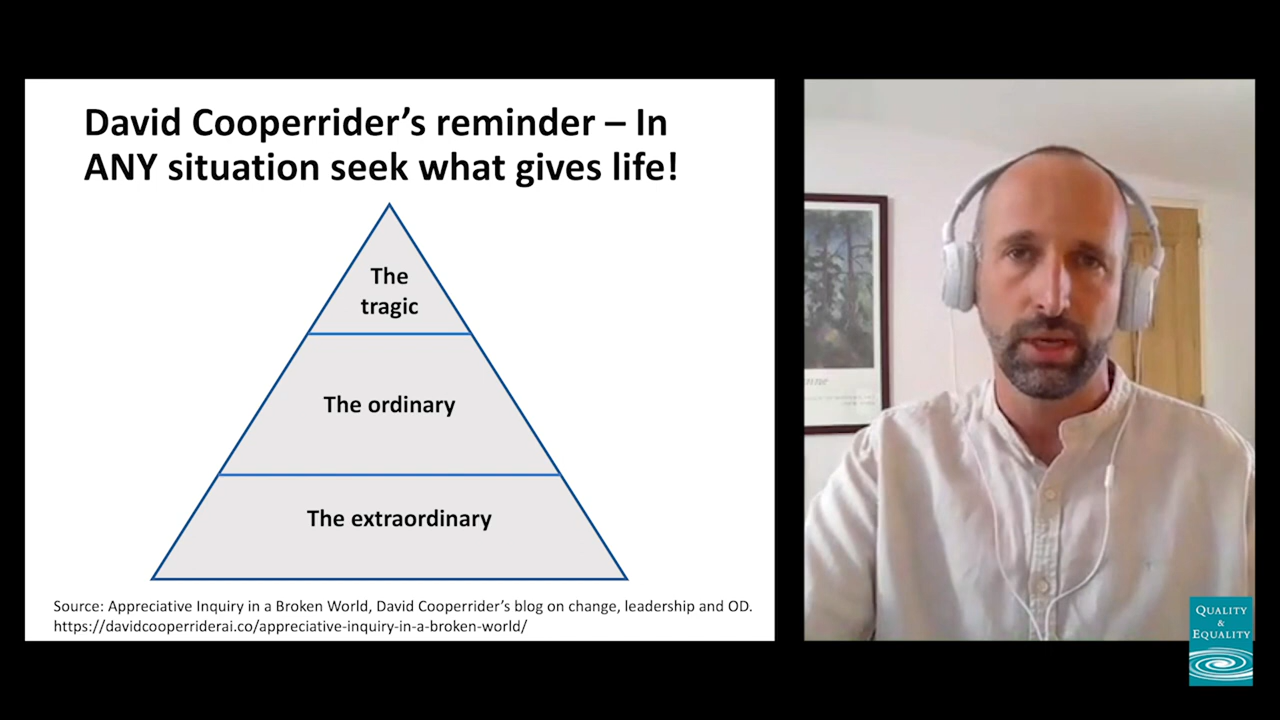 David Cooperrider’s reminder – In
ANY situation seek what gives life!
The
tragic
The ordinary
The extraordinary
Source: Appreciative Inquiry in a Broken World, David Cooperrider’s blog on change, leadership and OD.
https://davidcooperriderai.co/appreciative-inquiry-in-a-broken-world/
QUALITY
&
EQUALITY